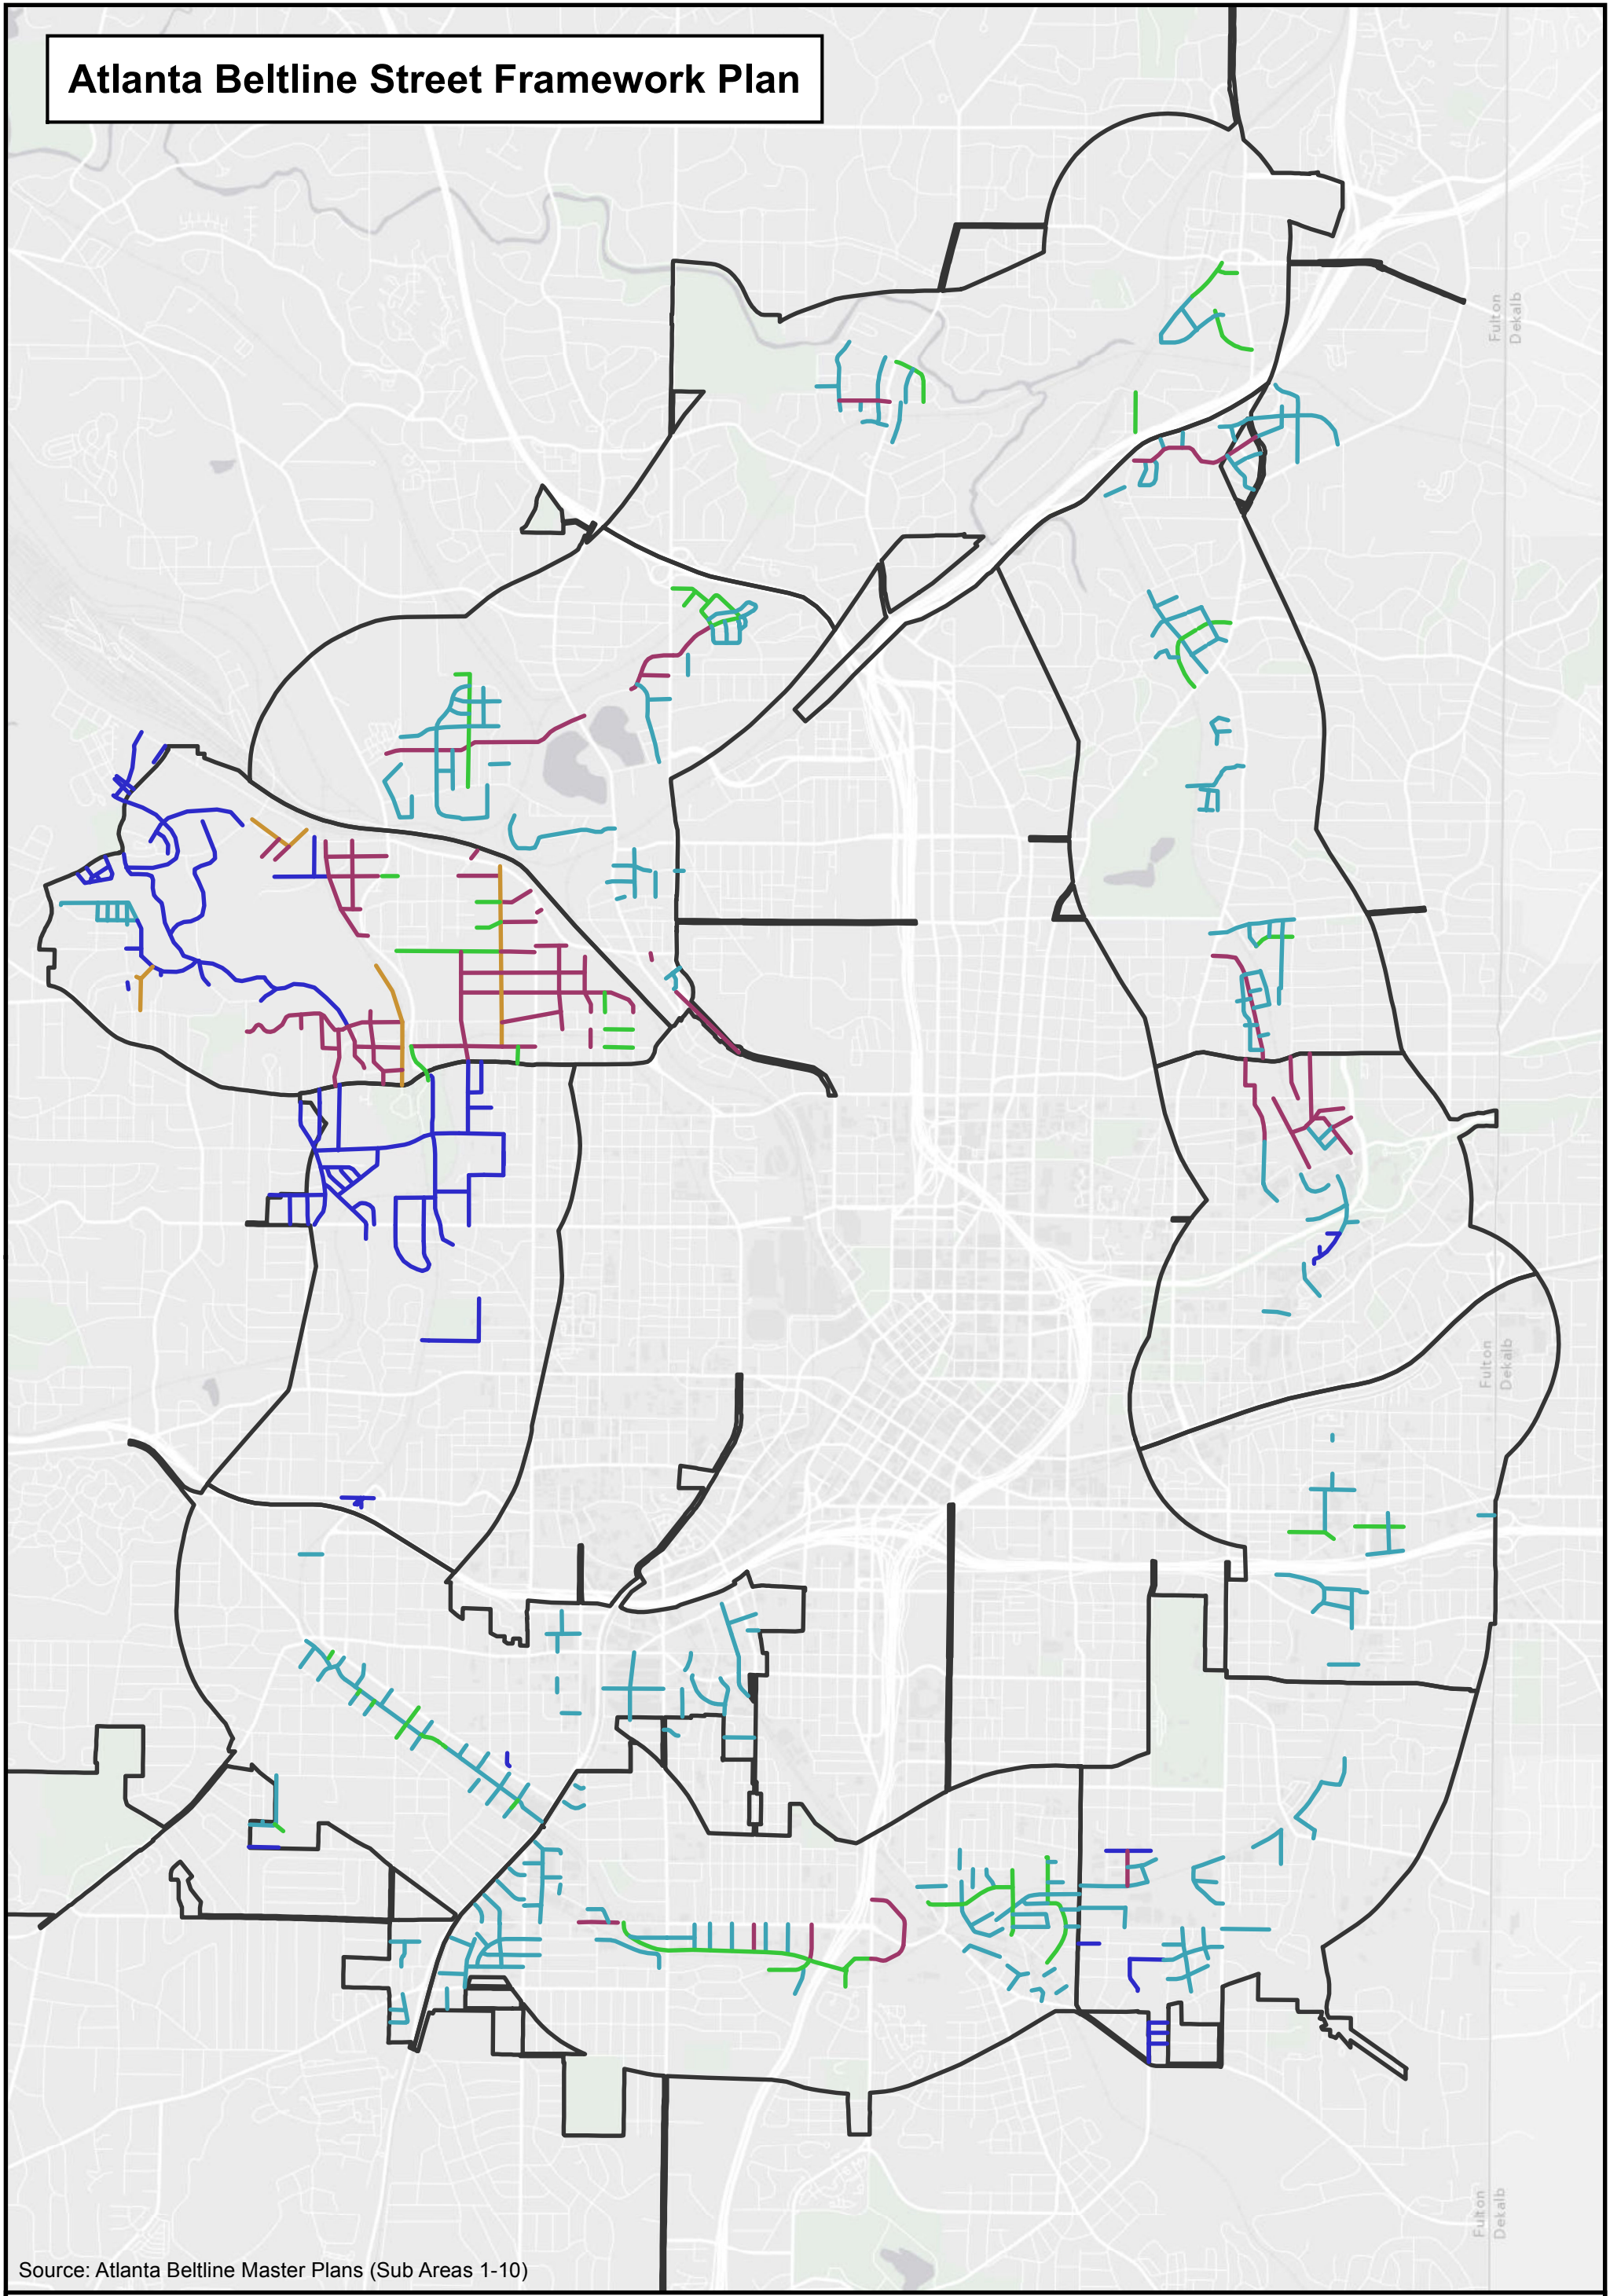 Atlanta Beltline Street Framework Plan
Fulton
Dekalb
Fulton
Dekalb
Fulton
Dekalb
Source: Atlanta Beltline Master Plans (Sub Areas 1-10)